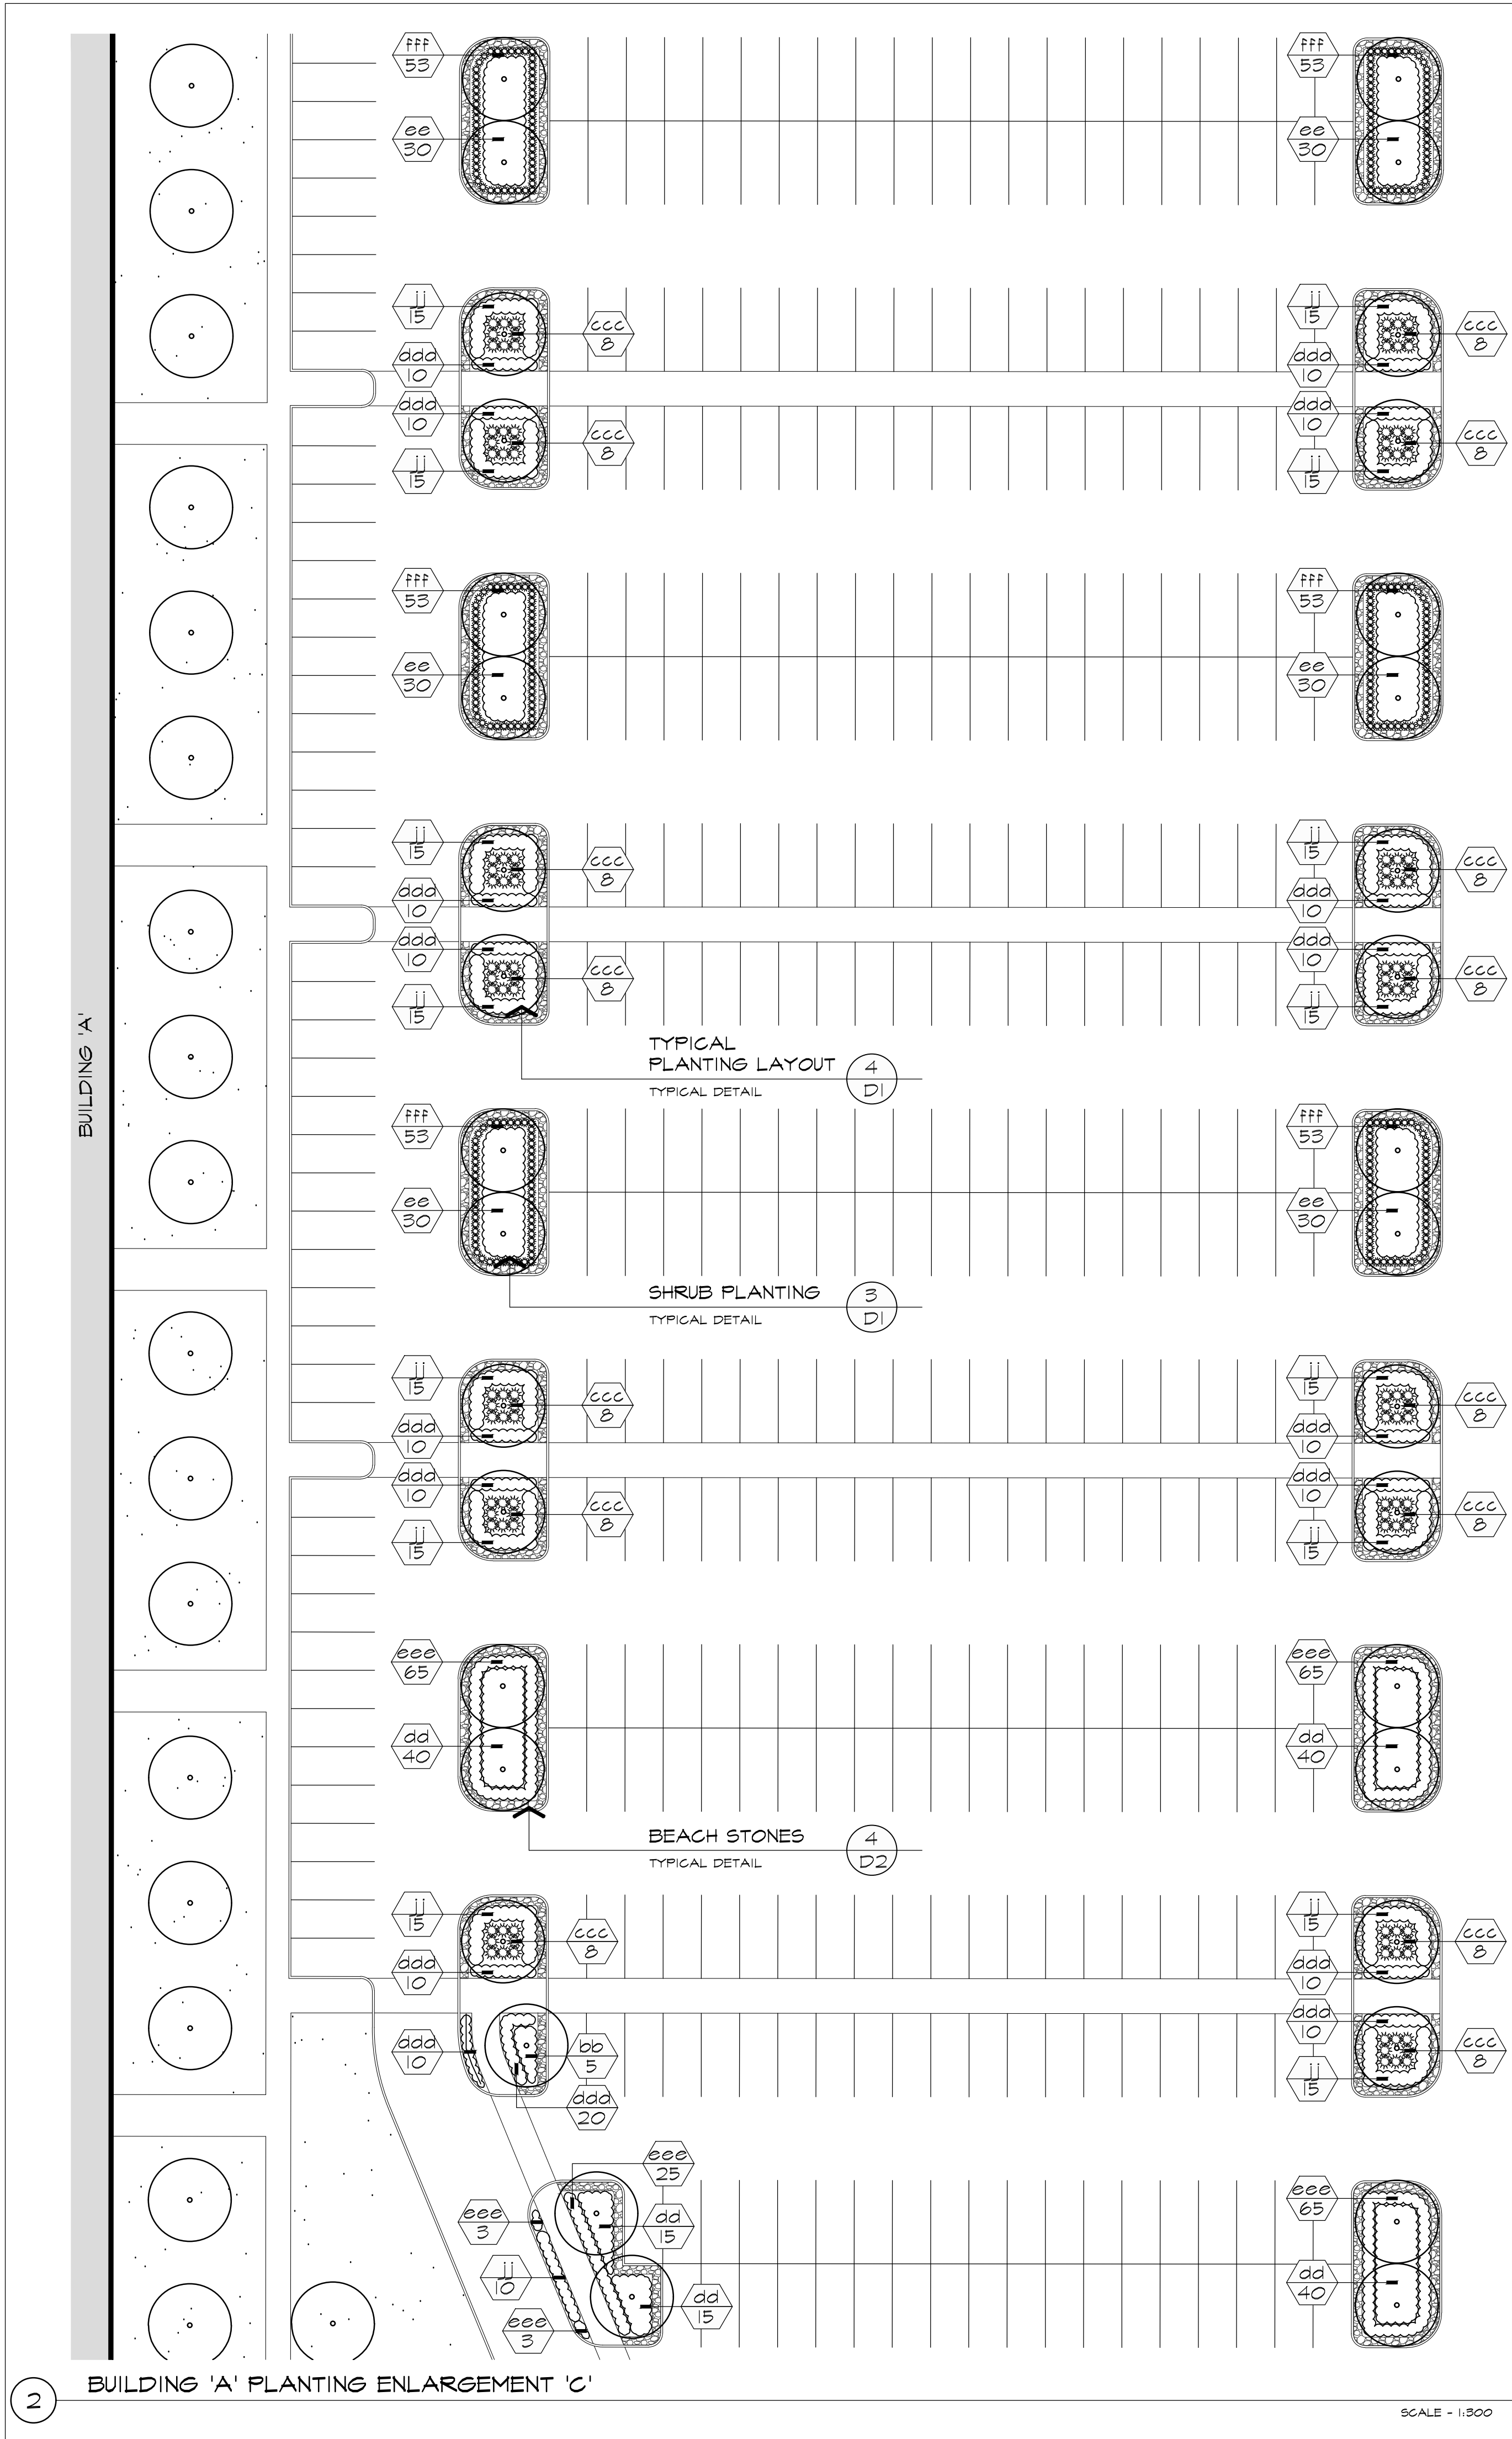 fff
53
fff
53
ee
30
ee
30
jj
15
ccc
8
jj
15
ccc
8
ddd
10
ddd
10
ddd
10
ddd
10
ccc
8
ccc
8
jj
15
jj
15
fff
53
fff
53
ee
30
ee
30
jj
15
ccc
8
jj
15
ccc
8
ddd
10
ddd
10
ddd
10
ddd
10
ccc
8
ccc
8
jj
15
jj
15
BUILDING 'A'
TYPICAL
PLANTING LAYOUT
TYPICAL DETAIL
4
D1
fff
53
fff
53
ee
30
ee
30
SHRUB PLANTING
TYPICAL DETAIL
3
D1
jj
15
ccc
8
jj
15
ccc
8
ddd
10
ddd
10
ddd
10
ddd
10
ccc
8
ccc
8
jj
15
jj
15
eee
65
eee
65
dd
40
dd
40
BEACH STONES
TYPICAL DETAIL
4
D2
jj
15
ccc
8
jj
15
ccc
8
ddd
10
ddd
10
ddd
10
ddd
10
bb
5
ccc
8
jj
15
ddd
20
eee
25
eee
65
eee
3
dd
15
jj
10
dd
40
dd
15
eee
3
2
BUILDING 'A' PLANTING ENLARGEMENT 'C'
SCALE - 1:300